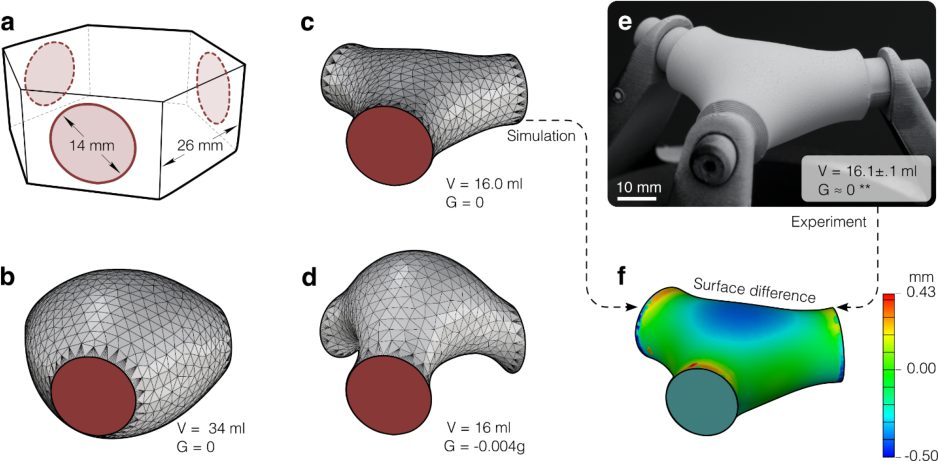 a
14 mm
26 mm
b
V = 34 ml
G = 0
c
V = 16.0 ml
G = 0
Simulation
d
V = 16 ml
G = -0.004g
e
10 mm
V = 16.1±.1 ml
G ≈ 0 **
Experiment
f
Surface difference
mm
0.43
0.00
-0.50